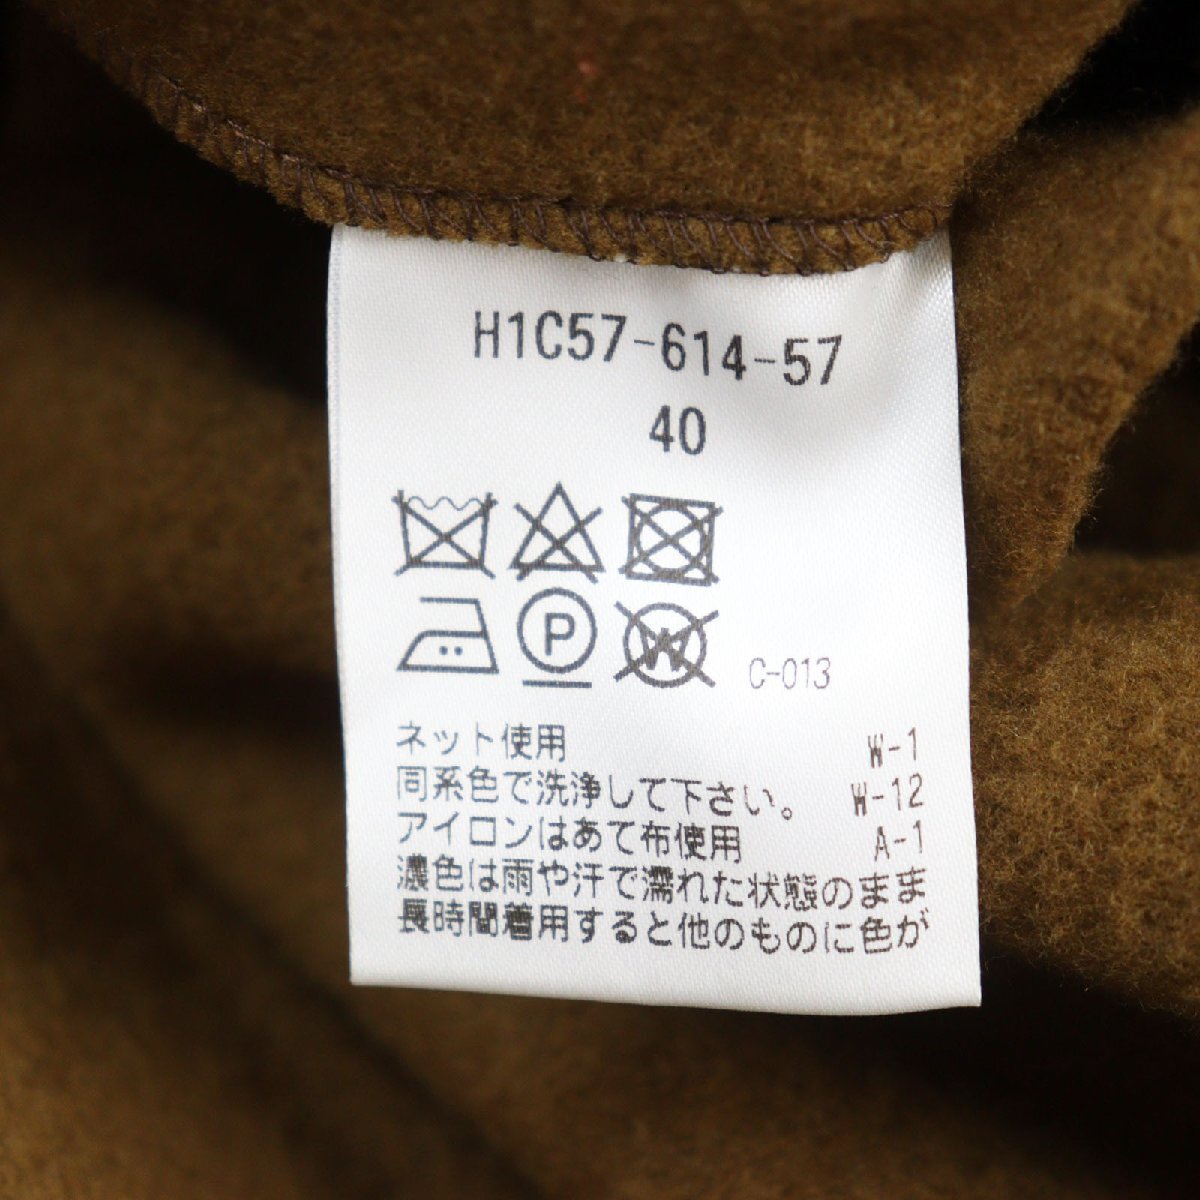 H1C57-614-57
40
P W C-013
ネット使用 W-1
同系色で洗浄して下さい。 W-12
アイロンはあて布使用 A-1
濃色は雨や汗で濡れた状態のまま
長時間着用すると他のものに色が